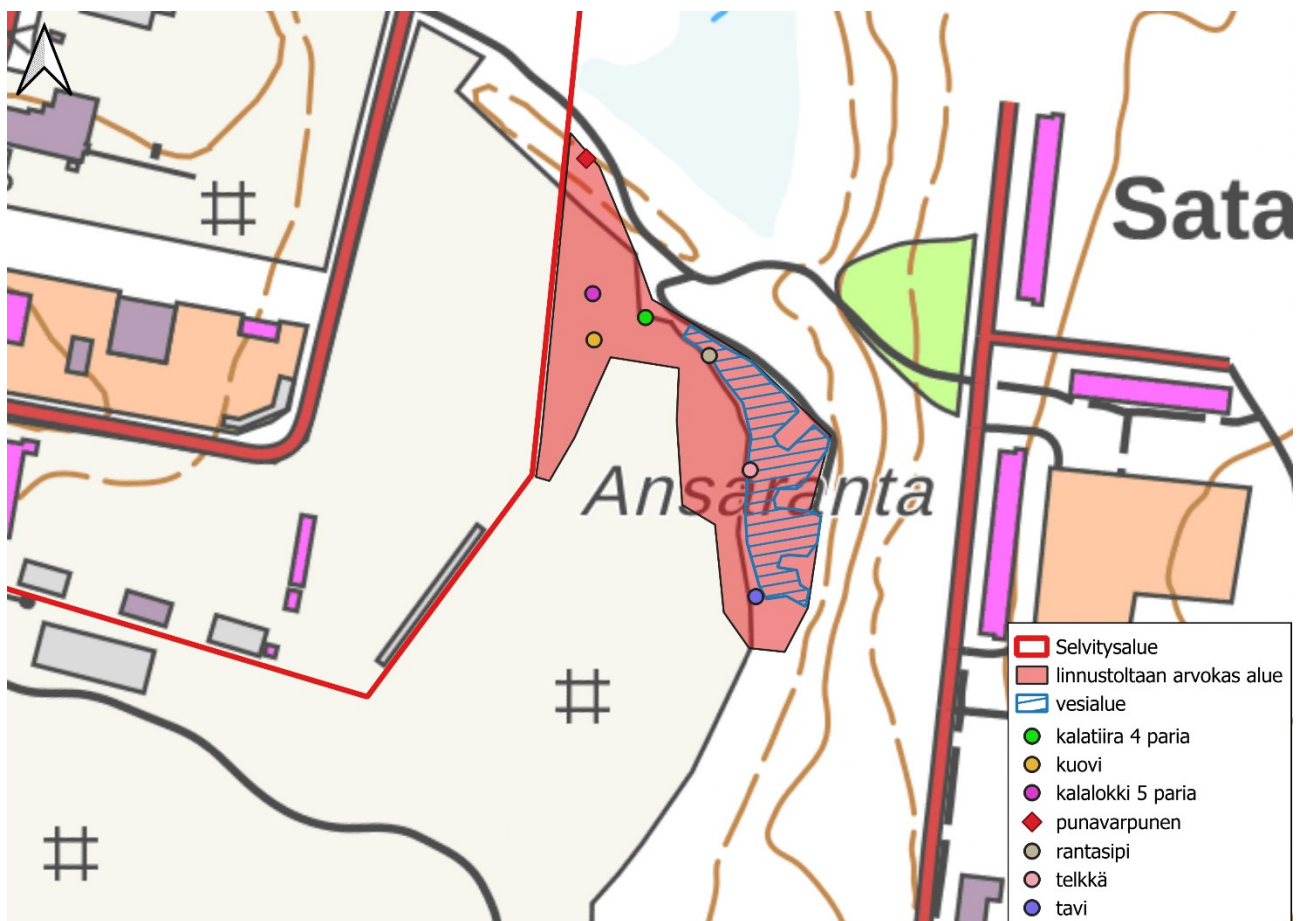 Sata
Ansaranta
Selvitysalue
linnustoltaan arvokas alue
vesialue
kalatiira 4 paria
kuovi
kalalokki 5 paria
punavarpunen
rantasipi
telkkä
tavi